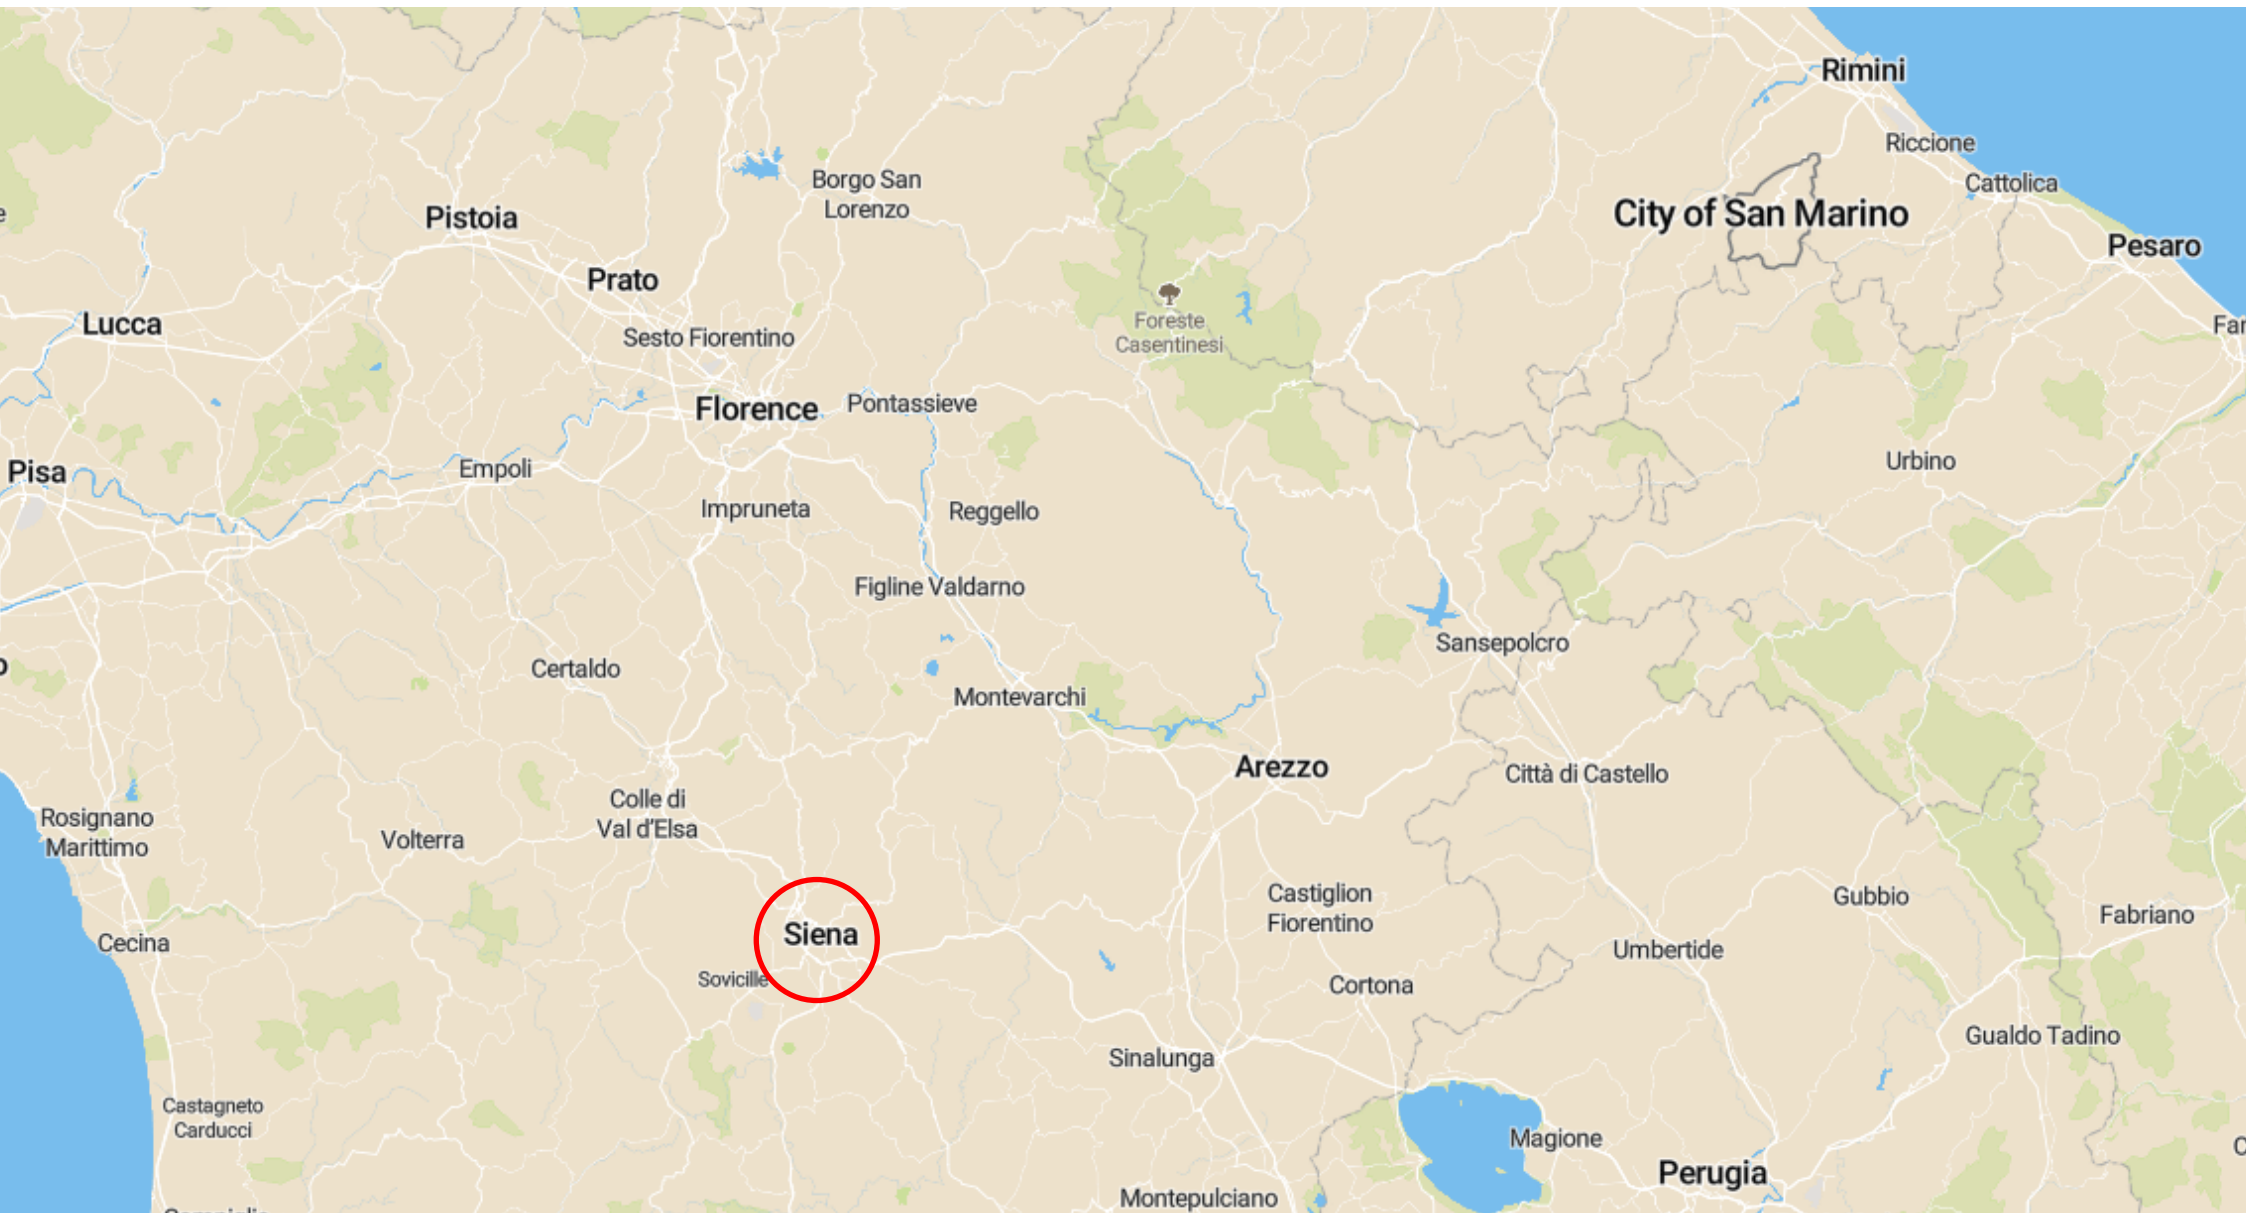 Rimini
Riccione
Borgo San
Lorenzo
Cattolica
Pistoia
City of San Marino
Pesaro
Prato
Lucca
Foreste
Casentinesi
Sesto Fiorentino
Florence
Pontassieve
Pisa
Empoli
Urbino
Impruneta
Reggello
Figline Valdarno
Sansepolcro
Certaldo
Montevarchi
Arezzo
Città di Castello
Colle di
Val d'Elsa
Rosignano
Marittimo
Volterra
Castiglion
Fiorentino
Gubbio
Fabriano
Siena
Cecina
Umbertide
Sovicille
Cortona
Gualdo Tadino
Sinalunga
Castagneto
Carducci
Magione
Perugia
Montepulciano